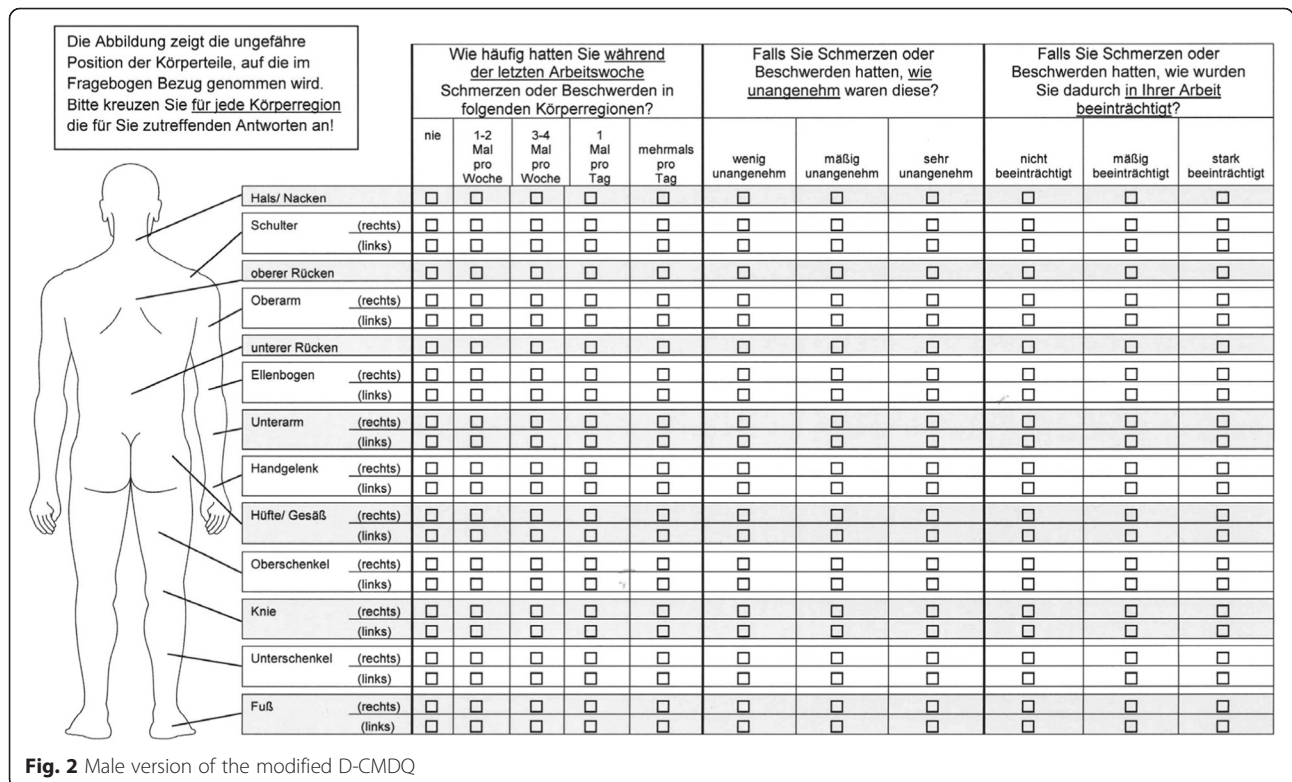 Die Abbildung zeigt die ungefähre
Position der Körperteile, auf die im
Fragebogen Bezug genommen wird.
Bitte kreuzen Sie für jede Körperregion
die für Sie zutreffenden Antworten an!
Wie häufig hatten Sie während
der letzten Arbeitswoche
Schmerzen oder Beschwerden in
folgenden Körperregionen?
Falls Sie Schmerzen oder
Beschwerden hatten, wie
unangenehm waren diese?
Falls Sie Schmerzen oder
Beschwerden hatten, wie wurden
Sie dadurch in Ihrer Arbeit
beeinträchtigt?
nie
1-2
Mal
pro
Woche
3-4
Mal
pro
Woche
1
Mal
pro
Tag
mehrmals
pro
Tag
wenig
unangenehm
mäßig
unangenehm
sehr
unangenehm
nicht
beeinträchtigt
mäßig
beeinträchtigt
stark
beeinträchtigt
Hals/ Nacken
Schulter (rechts)
(links)
oberer Rücken
Oberarm (rechts)
(links)
unterer Rücken
Ellenbogen (rechts)
(links)
Unterarm (rechts)
(links)
Handgelenk (rechts)
(links)
Hüfte/ Gesäß (rechts)
(links)
Oberschenkel (rechts)
(links)
Knie (rechts)
(links)
Unterschenkel (rechts)
(links)
Fuß (rechts)
(links)
Fig. 2 Male version of the modified D-CMDQ